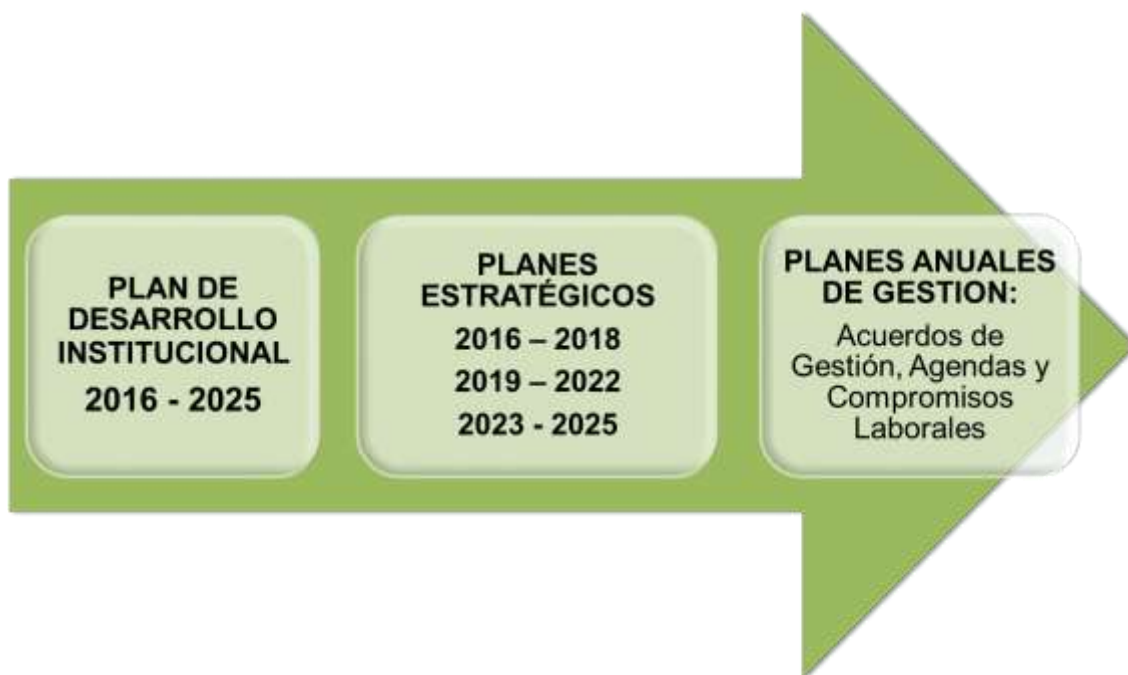 PLAN DE
DESARROLLO
INSTITUCIONAL
2016 - 2025
PLANES
ESTRATÉGICOS
2016 – 2018
2019 – 2022
2023 - 2025
PLANES ANUALES
DE GESTION:
Acuerdos de
Gestión, Agendas y
Compromisos
Laborales